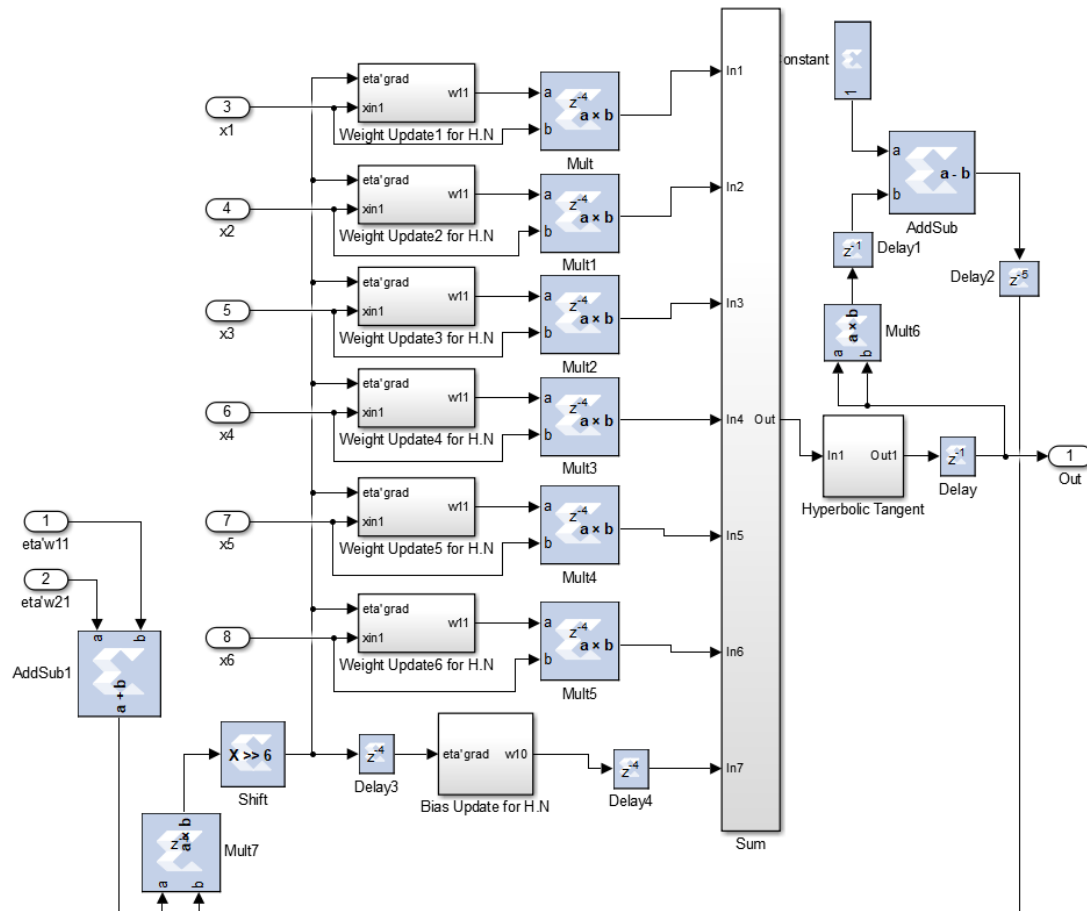 eta'grad
xin1
w11
Weight Update1 for H.N
3
x1
a
b
z-4
a × b
Mult
In1
onstant
1
a
b
a - b
AddSub
eta'grad
xin1
w11
Weight Update2 for H.N
4
x2
a
b
z-4
a × b
Mult1
In2
z-1
Delay1
Delay2
z-5
eta'grad
xin1
w11
Weight Update3 for H.N
5
x3
a
b
z-4
a × b
Mult2
In3
a × b
a
b
Mult6
eta'grad
xin1
w11
Weight Update4 for H.N
6
x4
a
b
z-4
a × b
Mult3
In4
Out
In1
Out1
Hyperbolic Tangent
z-1
Delay
1
Out
eta'grad
xin1
w11
Weight Update5 for H.N
7
x5
a
b
z-4
a × b
Mult4
In5
1
eta'w11
2
eta'w21
eta'grad
xin1
w11
Weight Update6 for H.N
8
x6
a
b
z-4
a × b
Mult5
In6
a
b
a + b
AddSub1
X >> 6
Shift
z-4
Delay3
eta'grad
w10
Bias Update for H.N
z-4
Delay4
In7
Sum
a × b
a
b
Mult7